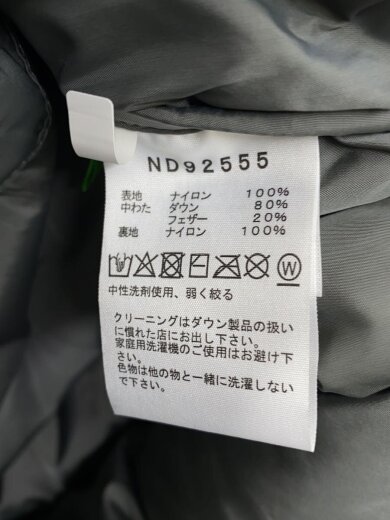 ND92555
表地 ナイロン 100%
中わた ダウン 80%
フェザー 20%
裏地 ナイロン 100%
W
中性洗剤使用、弱く絞る
クリーニングはダウン製品の扱い
に慣れた店にお出し下さい。
家庭用洗濯機のご使用はお避け下
さい。
色物は他の物と一緒に洗濯しない
で下さい。